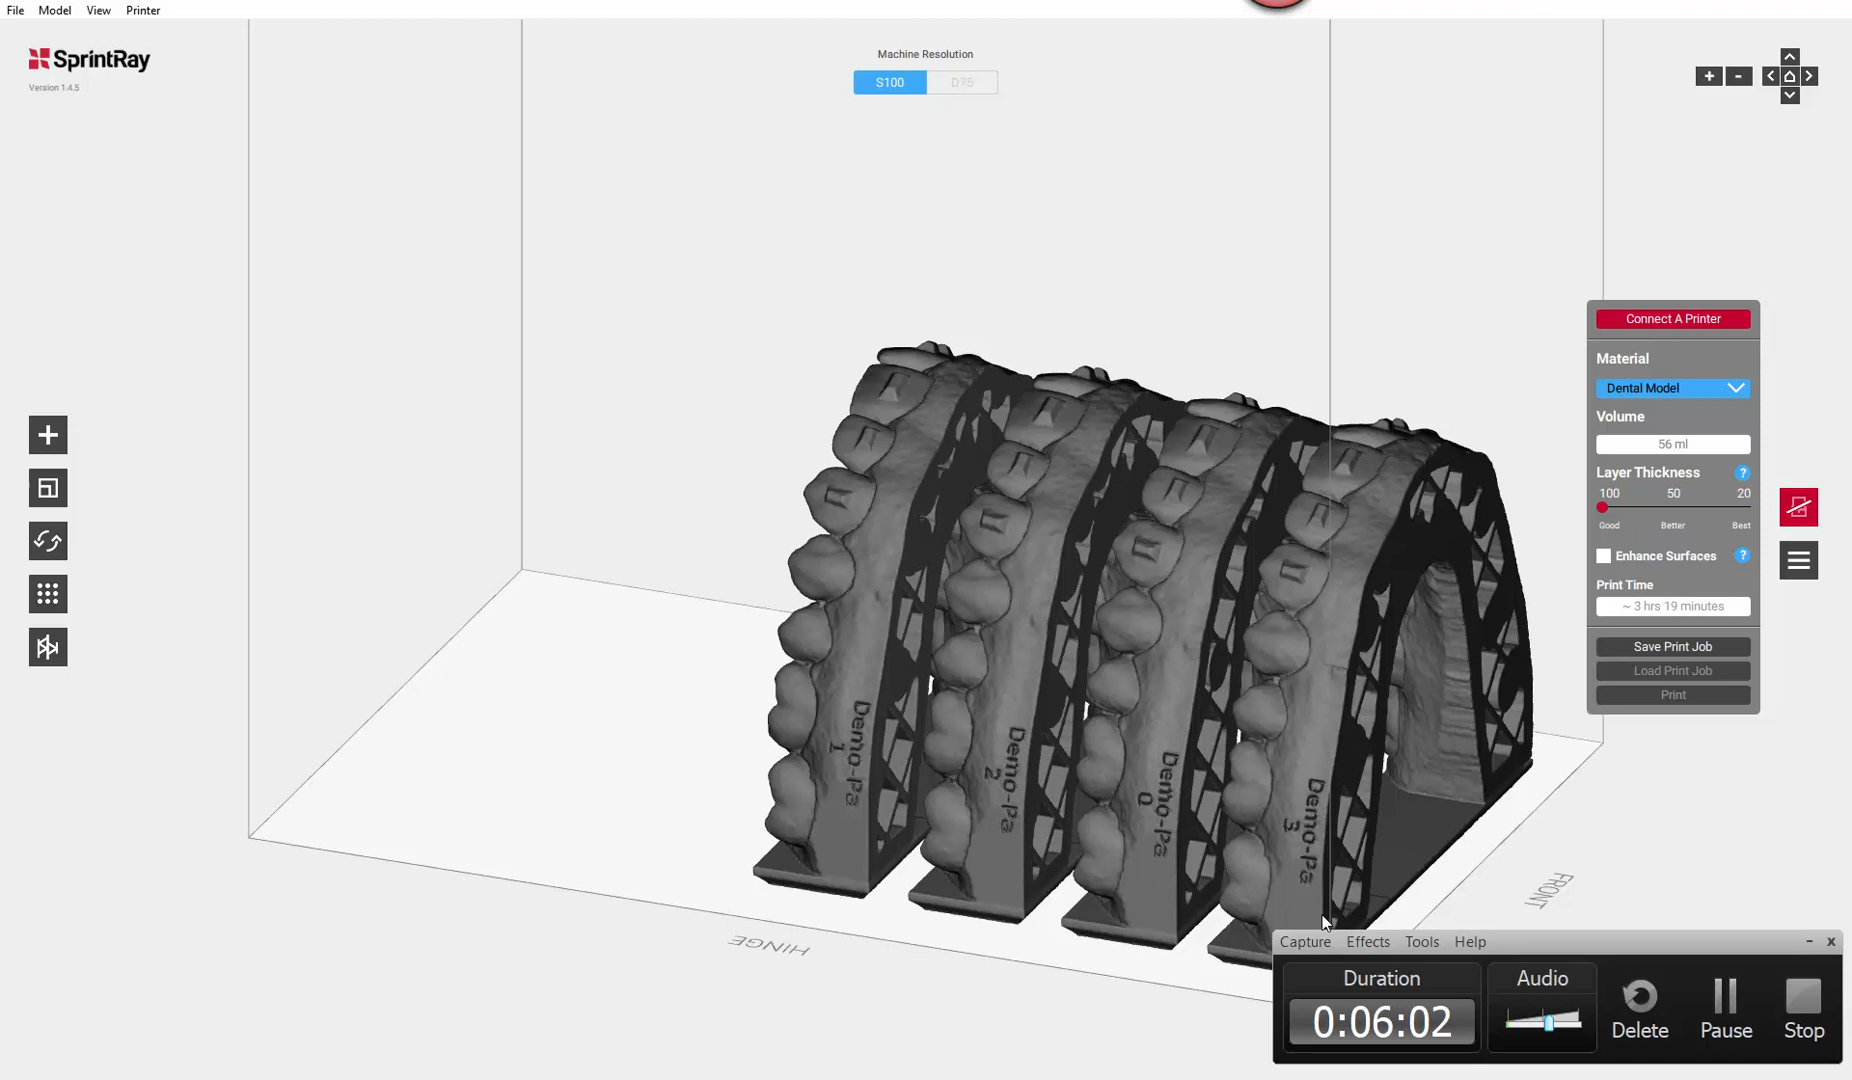 File Model View Printer
SprintRay
Version 1.4.5
Machine Resolution
S100 D75
Connect A Printer
Material
Dental Model
Volume
56 ml
Layer Thickness ?
100 50 20
Good Better Best
Enhance Surfaces ?
Print Time
~ 3 hrs 19 minutes
Save Print Job
Load Print Job
Print
Demo-Pa
1
Demo-Pa
2
Demo-Pa
0
Demo-Pa
3
FRONT
HINGE
Capture Effects Tools Help
Duration
0:06:02
Audio
Delete Pause Stop